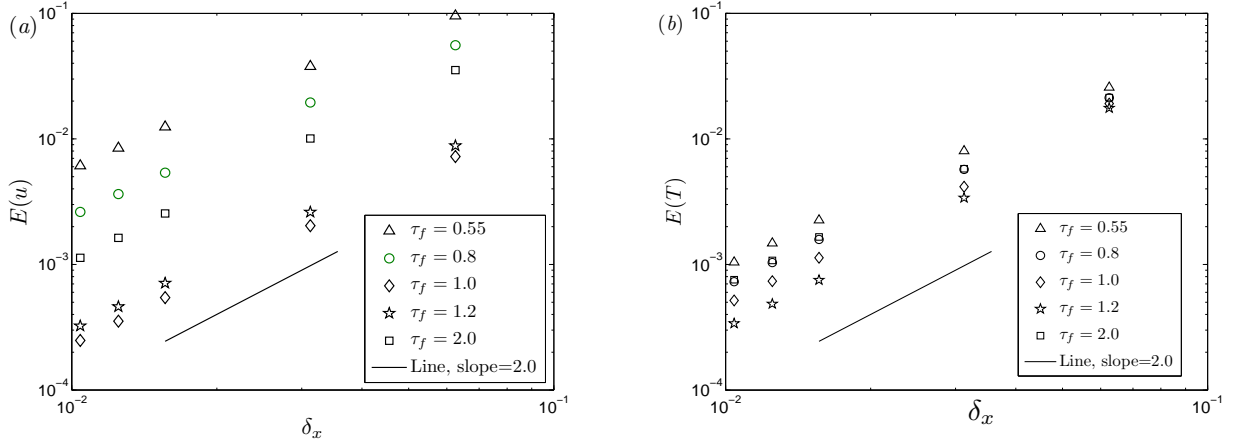 (a)
10⁻¹
10⁻²
10⁻³
10⁻⁴
E(u)
10⁻²
10⁻¹
δₓ
τ_f = 0.55
τ_f = 0.8
τ_f = 1.0
τ_f = 1.2
τ_f = 2.0
Line, slope=2.0
(b)
10⁻¹
10⁻²
10⁻³
10⁻⁴
E(T)
10⁻²
10⁻¹
δₓ
τ_f = 0.55
τ_f = 0.8
τ_f = 1.0
τ_f = 1.2
τ_f = 2.0
Line, slope=2.0